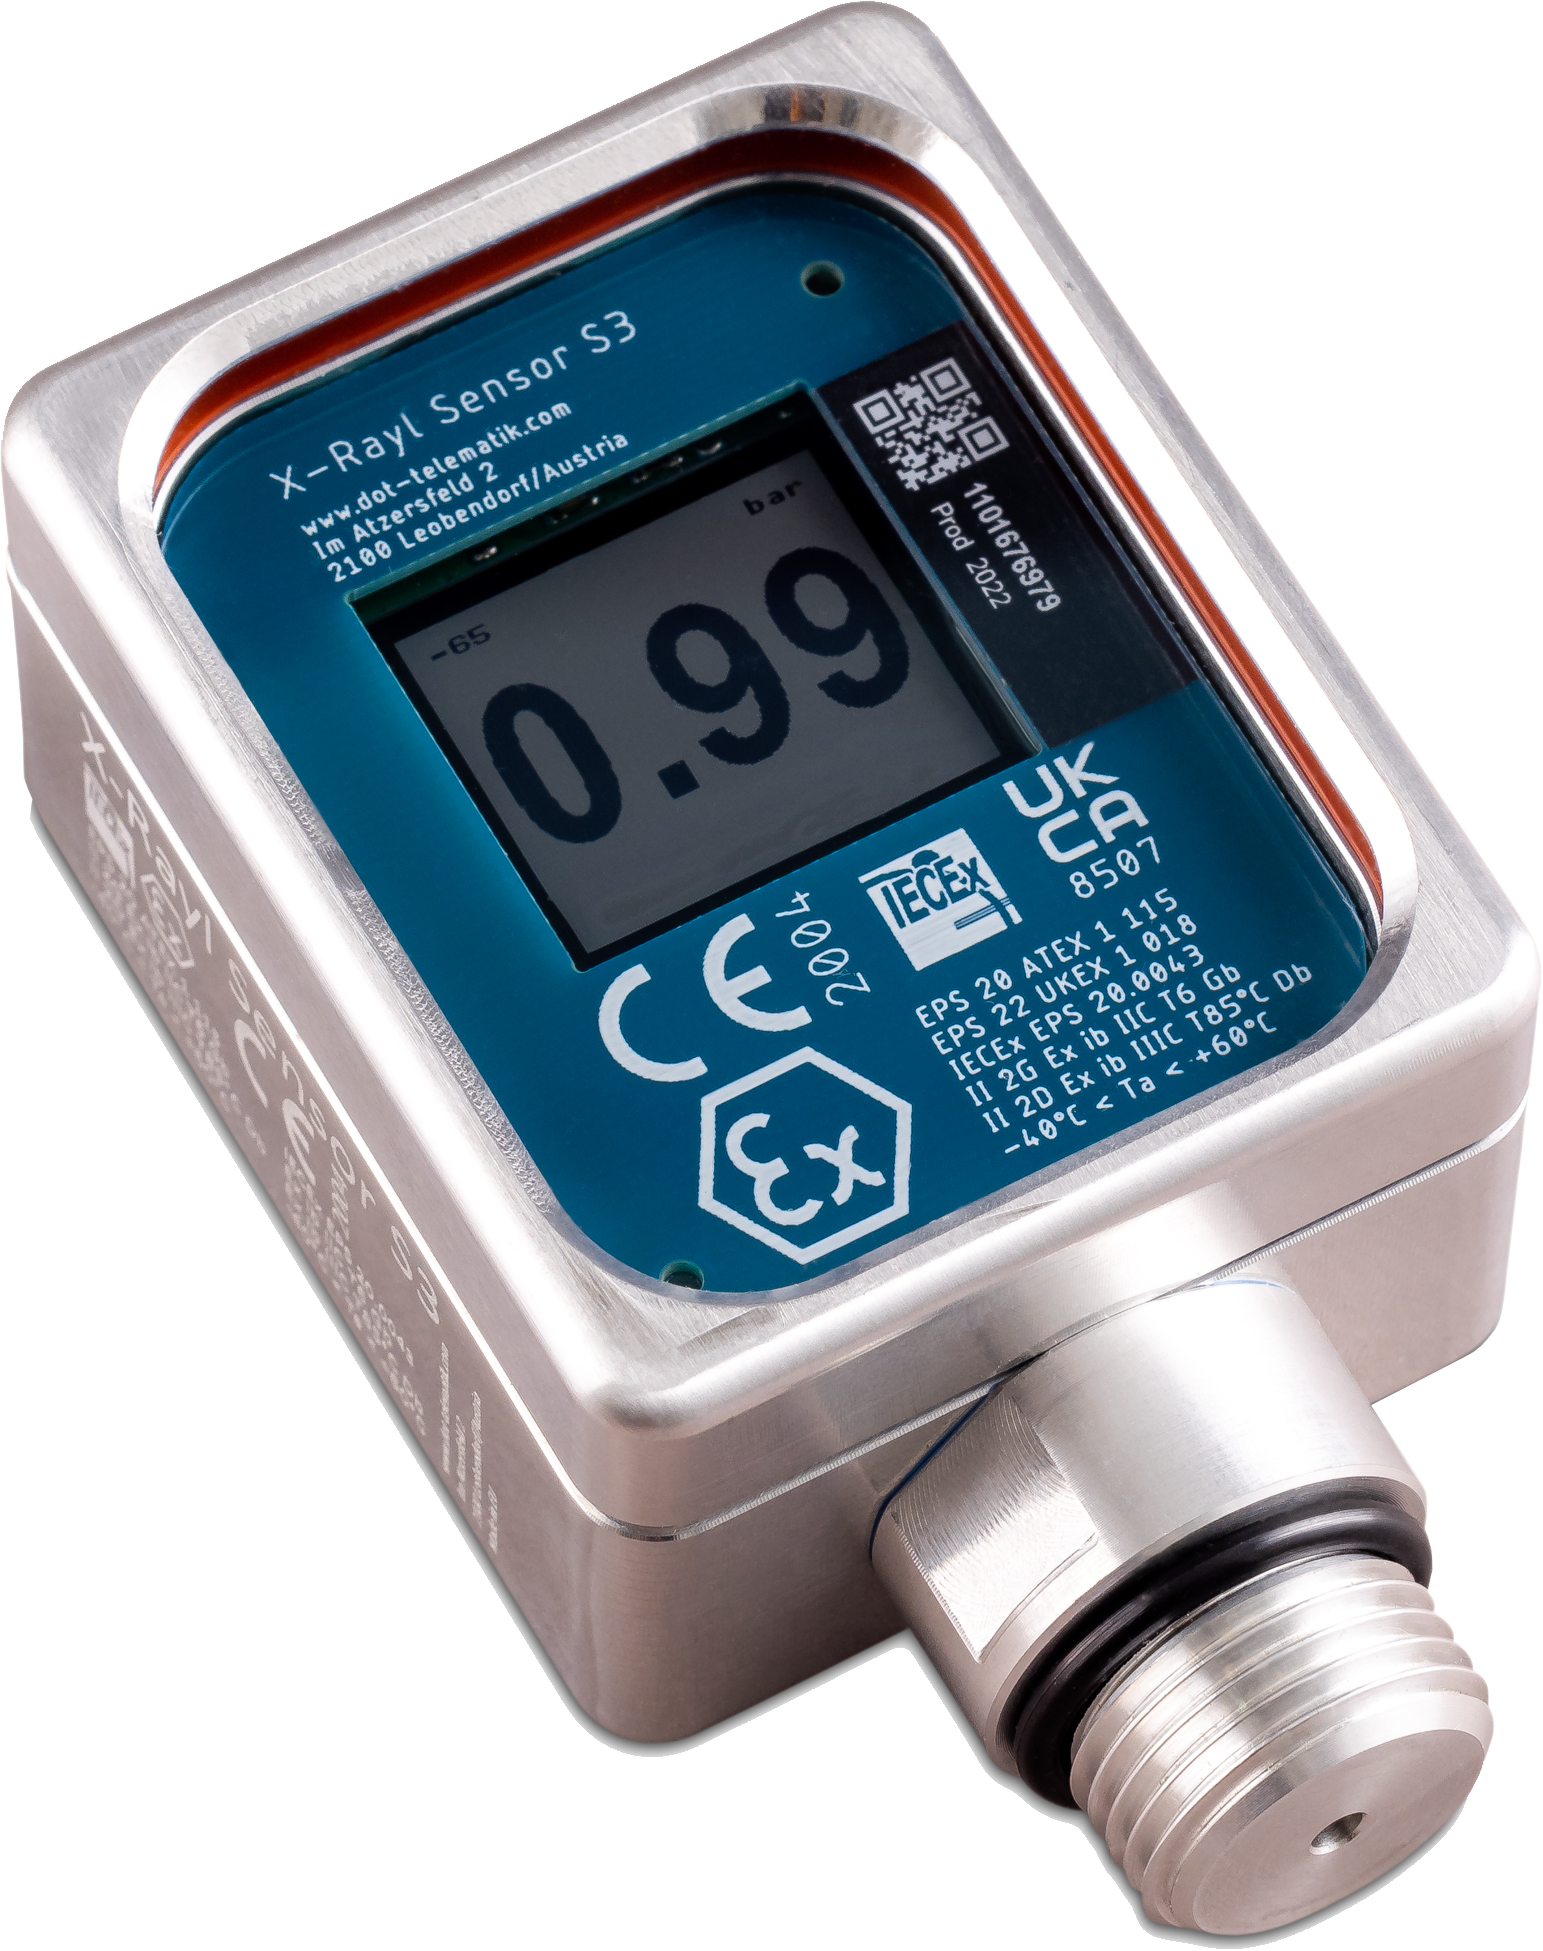 X-Rayl Sensor S3
www.dot-telematik.com
Im Atzersfeld 2
2100 Leobendorf/Austria
1101676979
Prod 2022
bar
-65
0.99
CE
2004
IECEx
UK
CA
8507
Ex
EPS 20 ATEX 1 115
EPS 22 UKEX 1 018
IECEx EPS 20.0043
II 2G Ex ib IIC T6 Gb
II 2D Ex ib IIIC T85°C Db
-40°C < Ta < +60°C
X-Rayl Sensor S3
CE